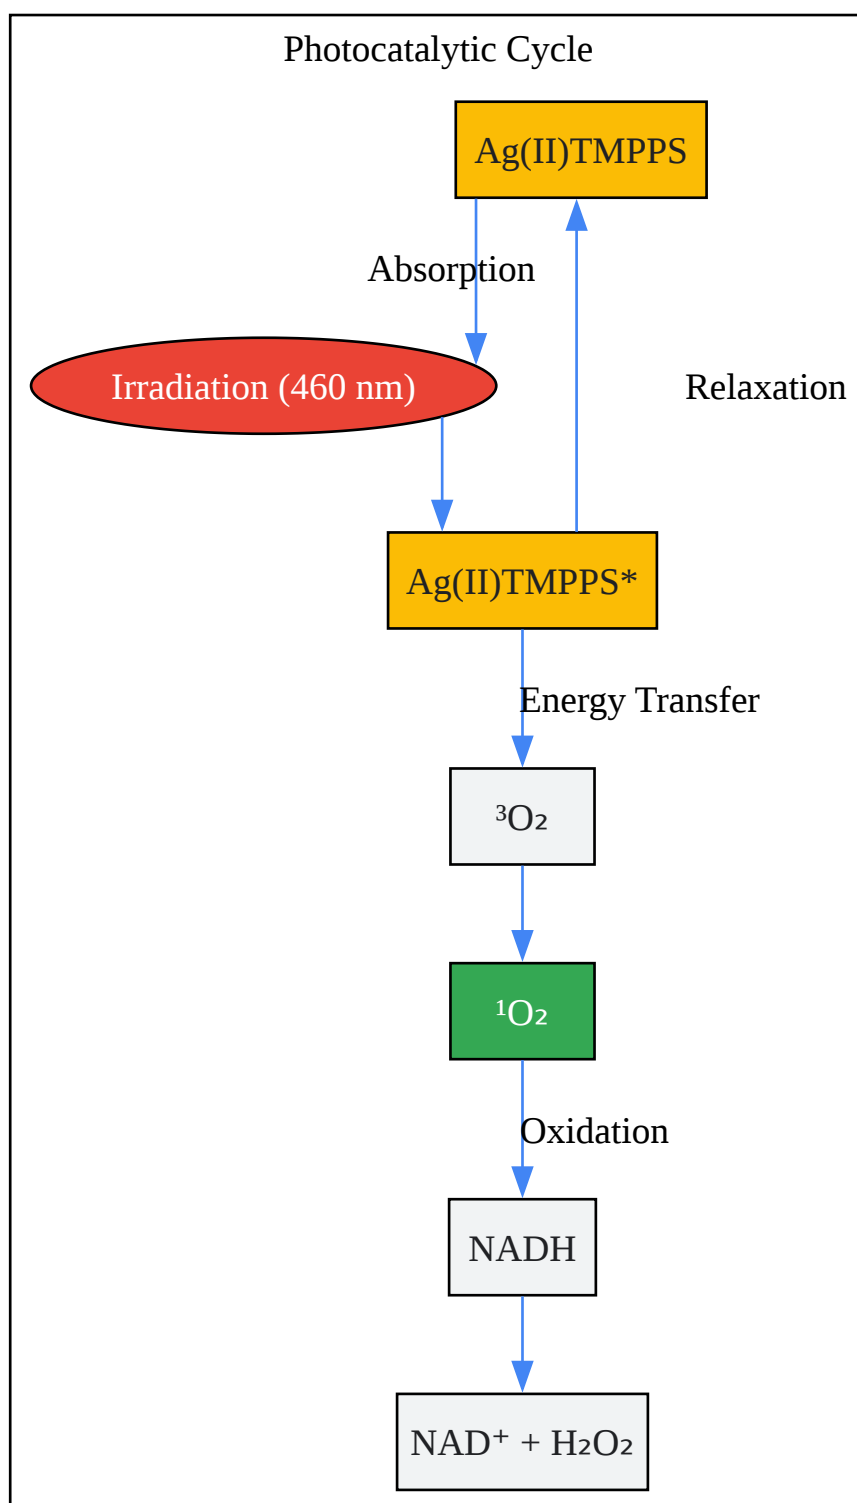 Photocatalytic Cycle
Ag(II)TMPPS
Absorption
Irradiation (460 nm)
Relaxation
Ag(II)TMPPS*
Energy Transfer
³O₂
¹O₂
Oxidation
NADH
NAD⁺ + H₂O₂